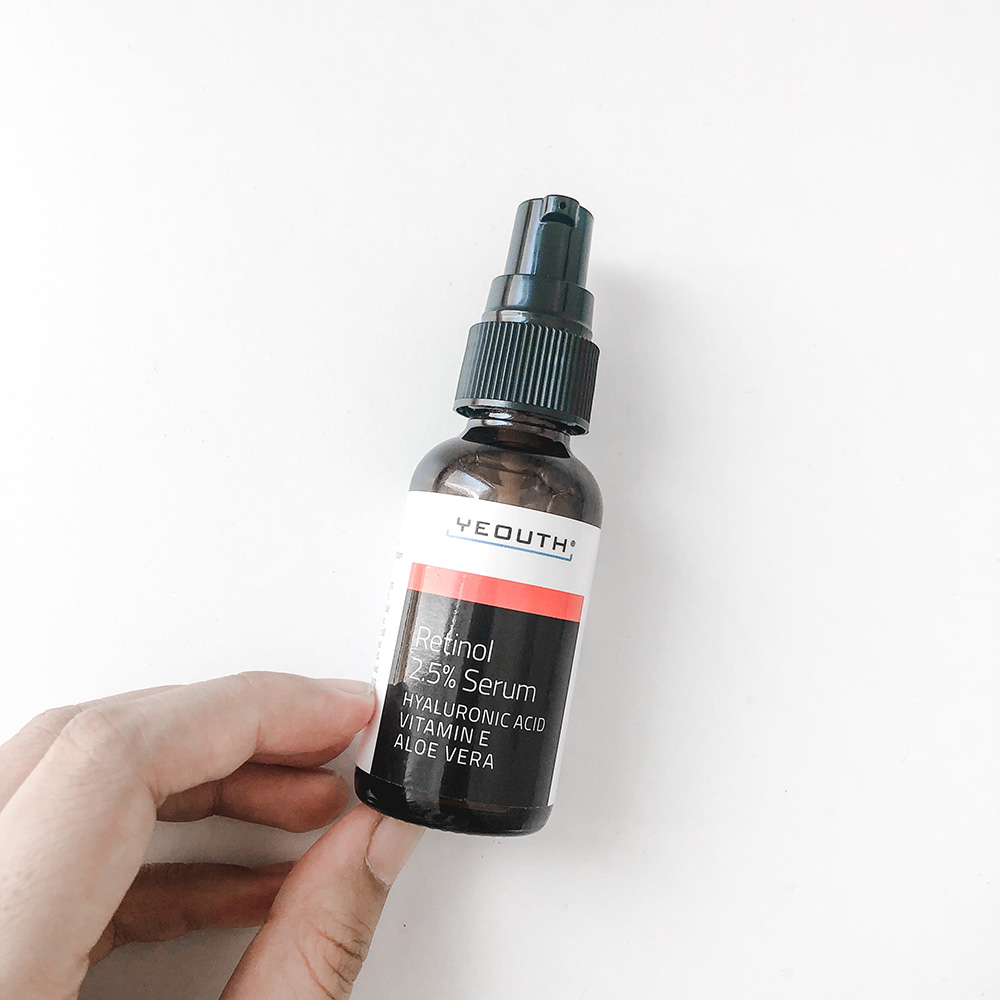 YEOUTH®
Retinol
2.5% Serum
HYALURONIC ACID
VITAMIN E
ALOE VERA